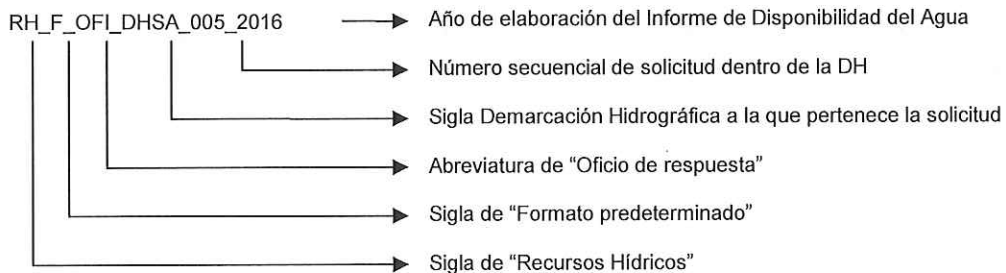 RH_F_OFI_DHSA_005_2016
Año de elaboración del Informe de Disponibilidad del Agua
Número secuencial de solicitud dentro de la DH
Sigla Demarcación Hidrográfica a la que pertenece la solicitud
Abreviatura de "Oficio de respuesta"
Sigla de "Formato predeterminado"
Sigla de "Recursos Hídricos"